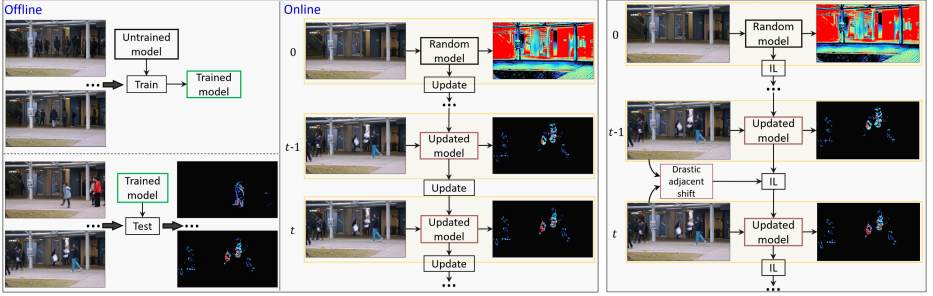 Offline
Untrained
model
Train
Trained
model
Trained
model
Test
Online
0
Random
model
Update
t-1
Updated
model
Update
t
Updated
model
Update
0
Random
model
IL
t-1
Updated
model
Drastic
adjacent
shift
IL
t
Updated
model
IL